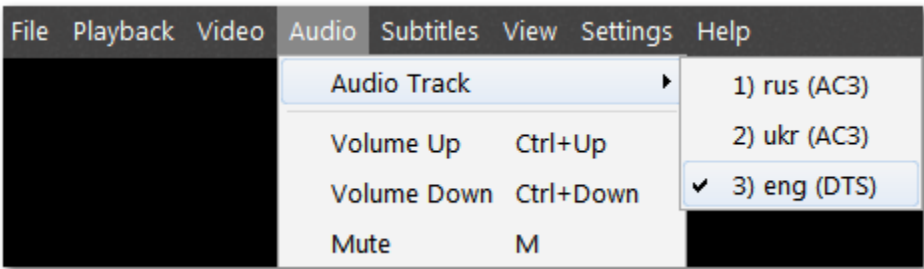 File Playback Video Audio Subtitles View Settings Help
Audio Track
Volume Up Ctrl+Up
Volume Down Ctrl+Down
Mute M
1) rus (AC3)
2) ukr (AC3)
3) eng (DTS)